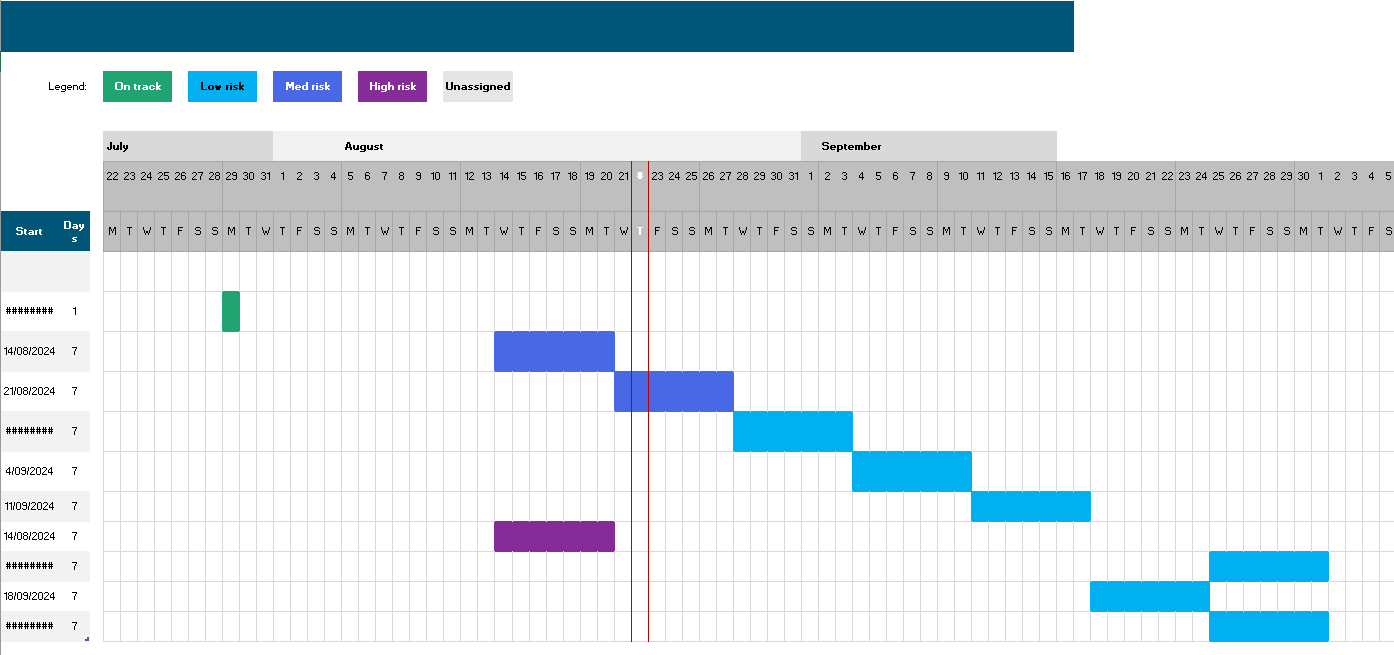 Legend: On track Low risk Med risk High risk Unassigned
July August September
22 23 24 25 26 27 28 29 30 31 1 2 3 4 5 6 7 8 9 10 11 12 13 14 15 16 17 18 19 20 21 23 24 25 26 27 28 29 30 31 1 2 3 4 5 6 7 8 9 10 11 12 13 14 15 16 17 18 19 20 21 22 23 24 25 26 27 28 29 30 1 2 3 4 5
Start Day
s
M T W T F S S M T W T F S S M T W T F S S M T W T F S S M T W T F S S M T W T F S S M T W T F S S M T W T F S S M T W T F S S M T W T F S S M T W T F S
######## 1
14/08/2024 7
21/08/2024 7
######## 7
4/09/2024 7
11/09/2024 7
14/08/2024 7
######## 7
18/09/2024 7
######## 7